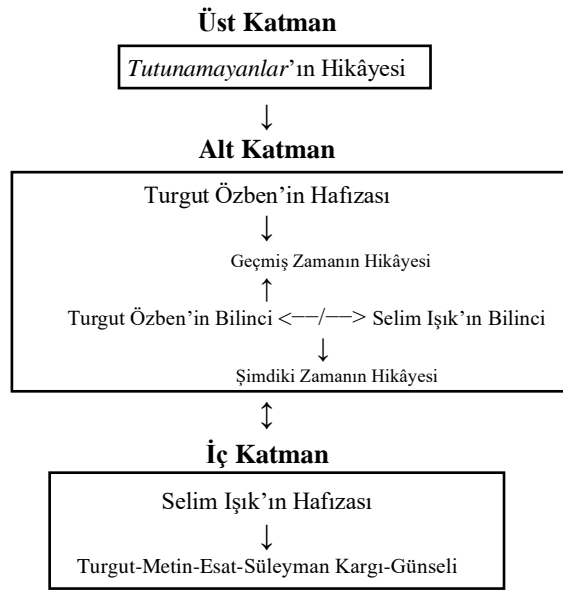 Üst Katman
Tutunamayanlar’ın Hikâyesi
↓
Alt Katman
Turgut Özben’in Hafızası
↓
Geçmiş Zamanın Hikâyesi
↑
Turgut Özben’in Bilinci <−−/−−> Selim Işık’ın Bilinci
↓
Şimdiki Zamanın Hikâyesi
↕
İç Katman
Selim Işık’ın Hafızası
↓
Turgut-Metin-Esat-Süleyman Kargı-Günseli